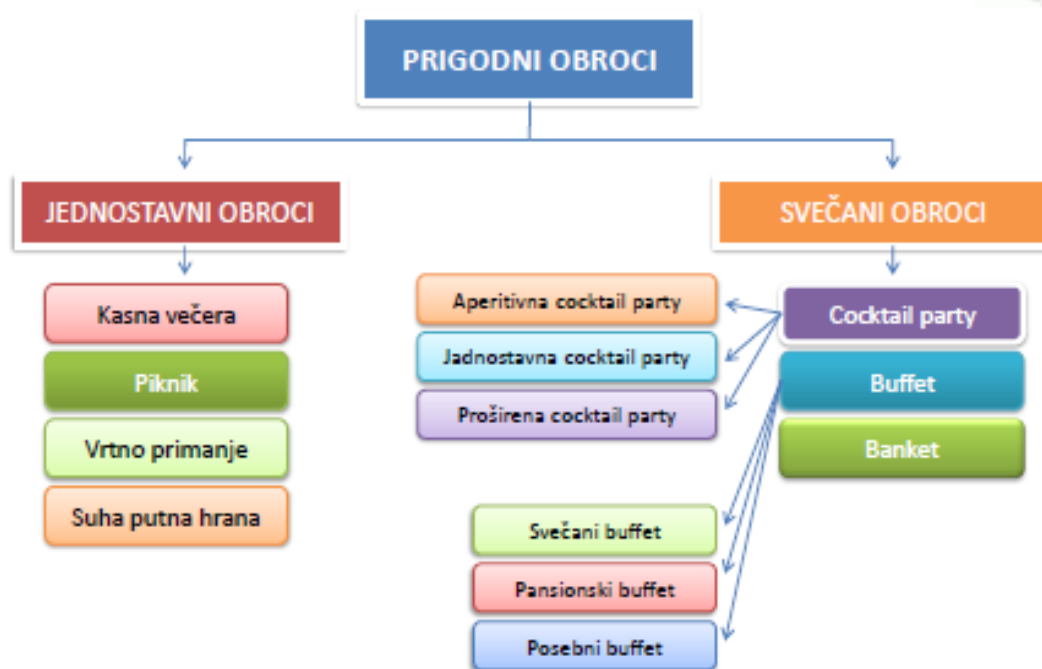 PRIGODNI OBROCI
JEDNOSTAVNI OBROCI
Kasna večera
Piknik
Vrtno primanje
Suha putna hrana
SVEČANI OBROCI
Cocktail party
Buffet
Banket
Aperitivna cocktail party
Jadnostavna cocktail party
Proširena cocktail party
Svečani buffet
Pansionski buffet
Posebni buffet